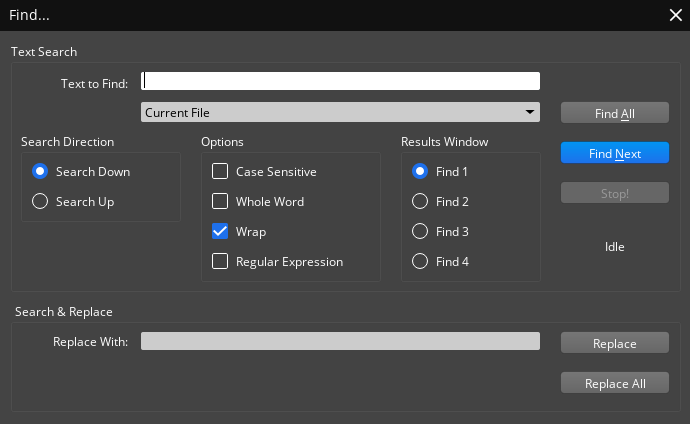 Find...
Text Search
Text to Find:
Current File
Find All
Search Direction
Options
Results Window
Find Next
Search Down
Case Sensitive
Find 1
Stop!
Search Up
Whole Word
Find 2
Wrap
Find 3
Idle
Regular Expression
Find 4
Search & Replace
Replace With:
Replace
Replace All